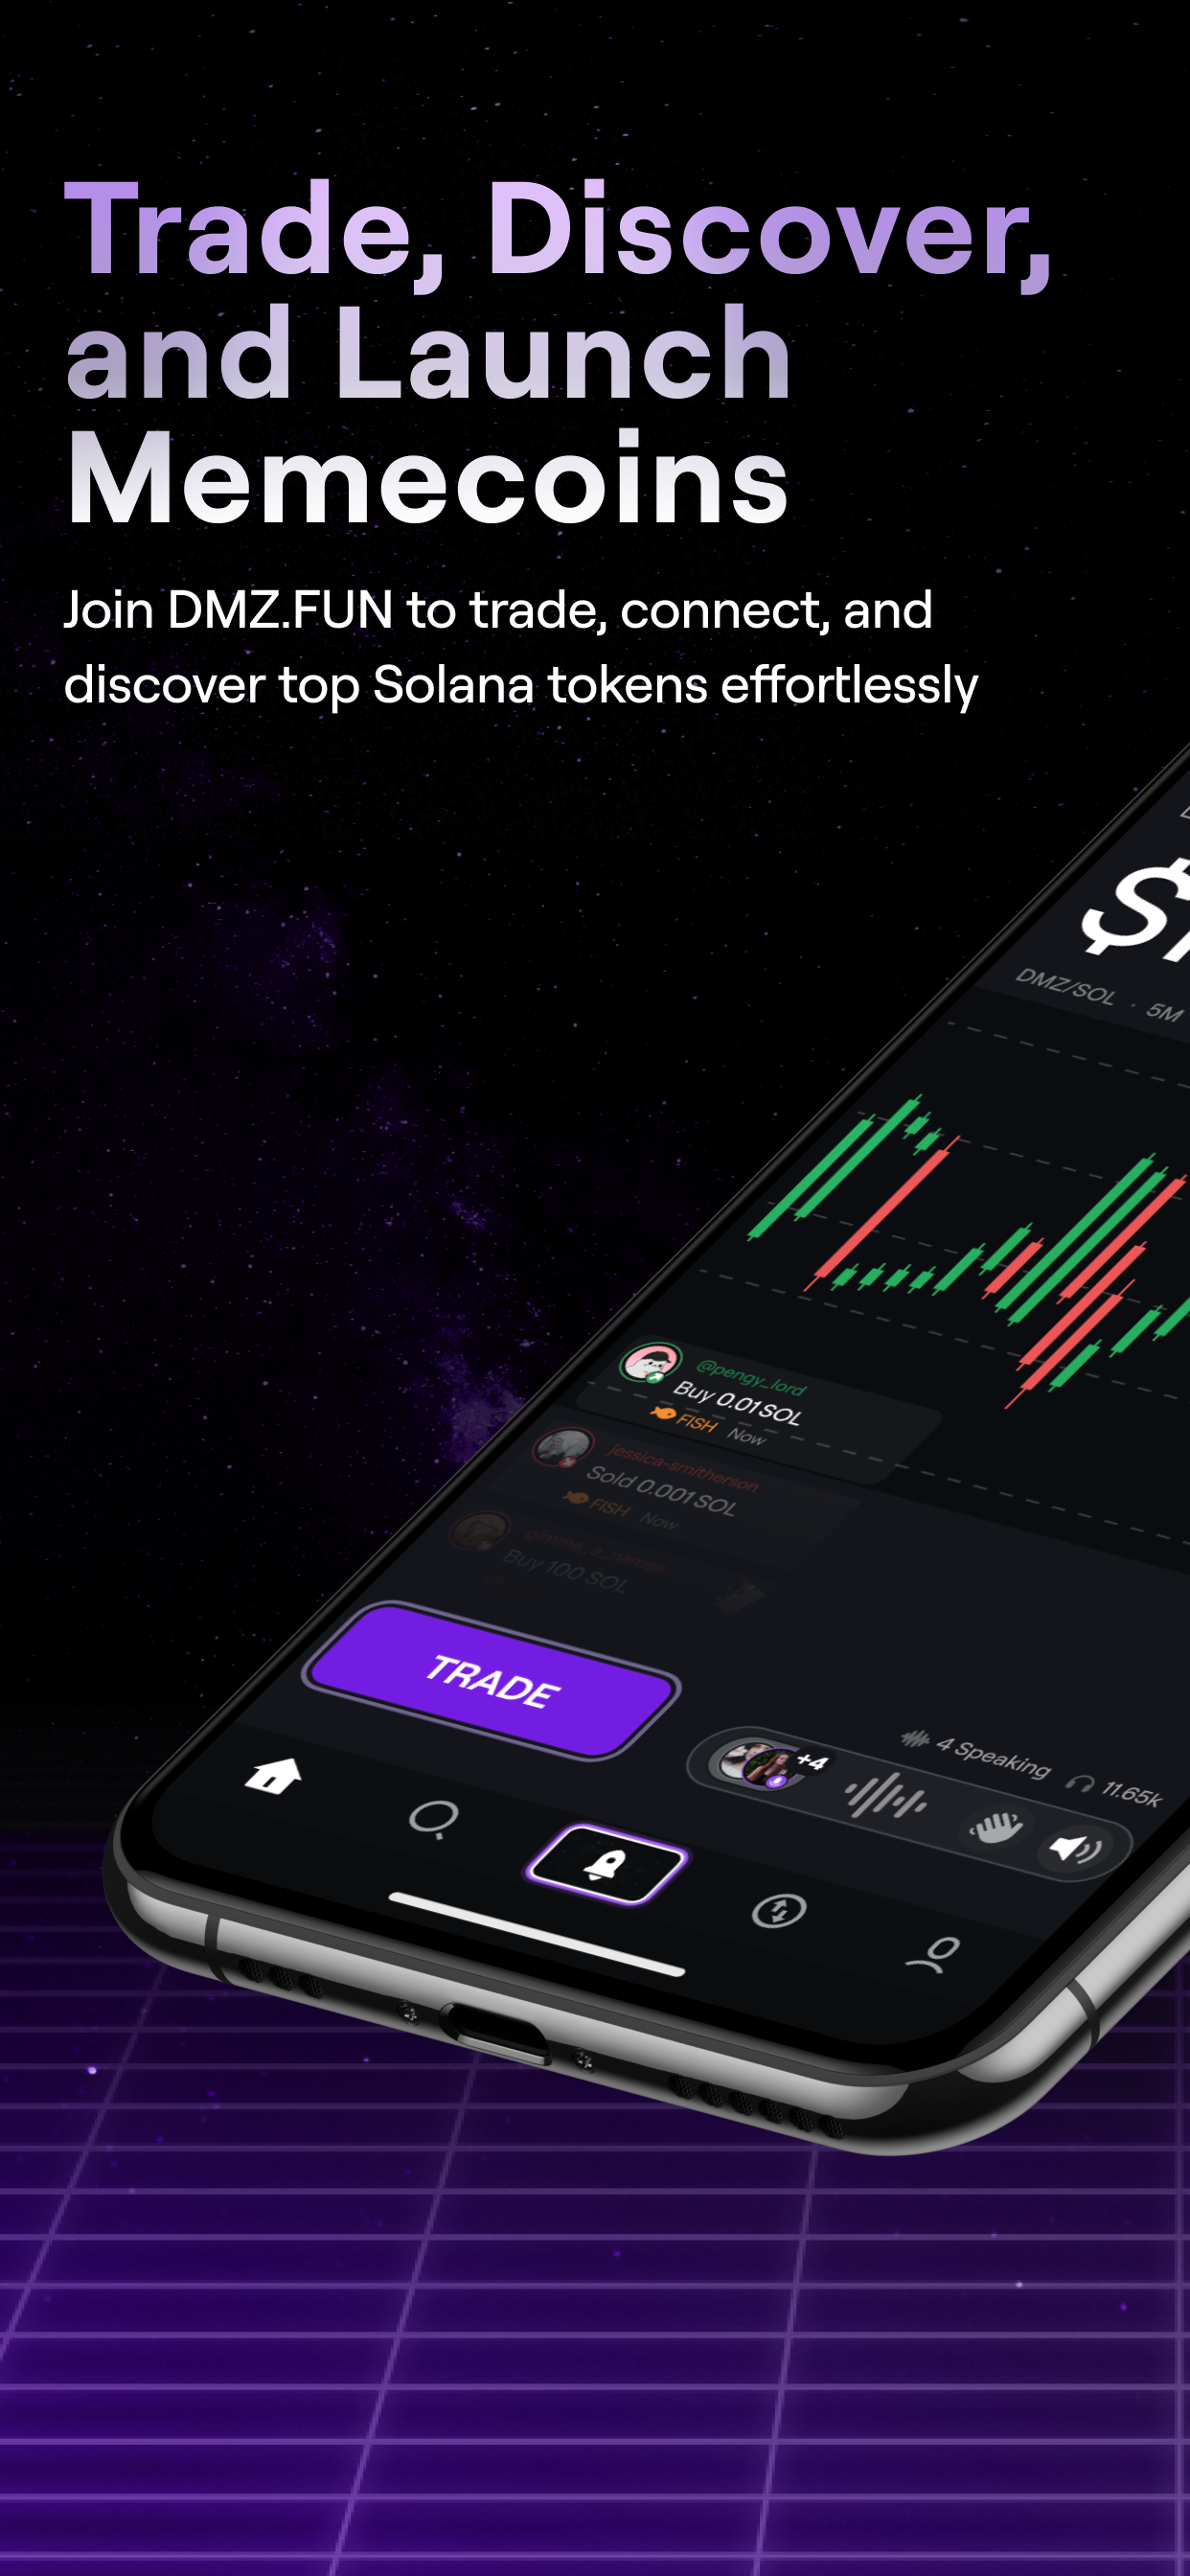 Trade, Discover,
and Launch
Memecoins
Join DMZ.FUN to trade, connect, and
discover top Solana tokens effortlessly
DMZ/SOL · 5M
@pengy_lord
Buy 0.01 SOL
FISH Now
jessica-smitherson
Sold 0.001 SOL
FISH Now
gimme_a_namee
Buy 100 SOL
TRADE
4 Speaking 11.65k
+4